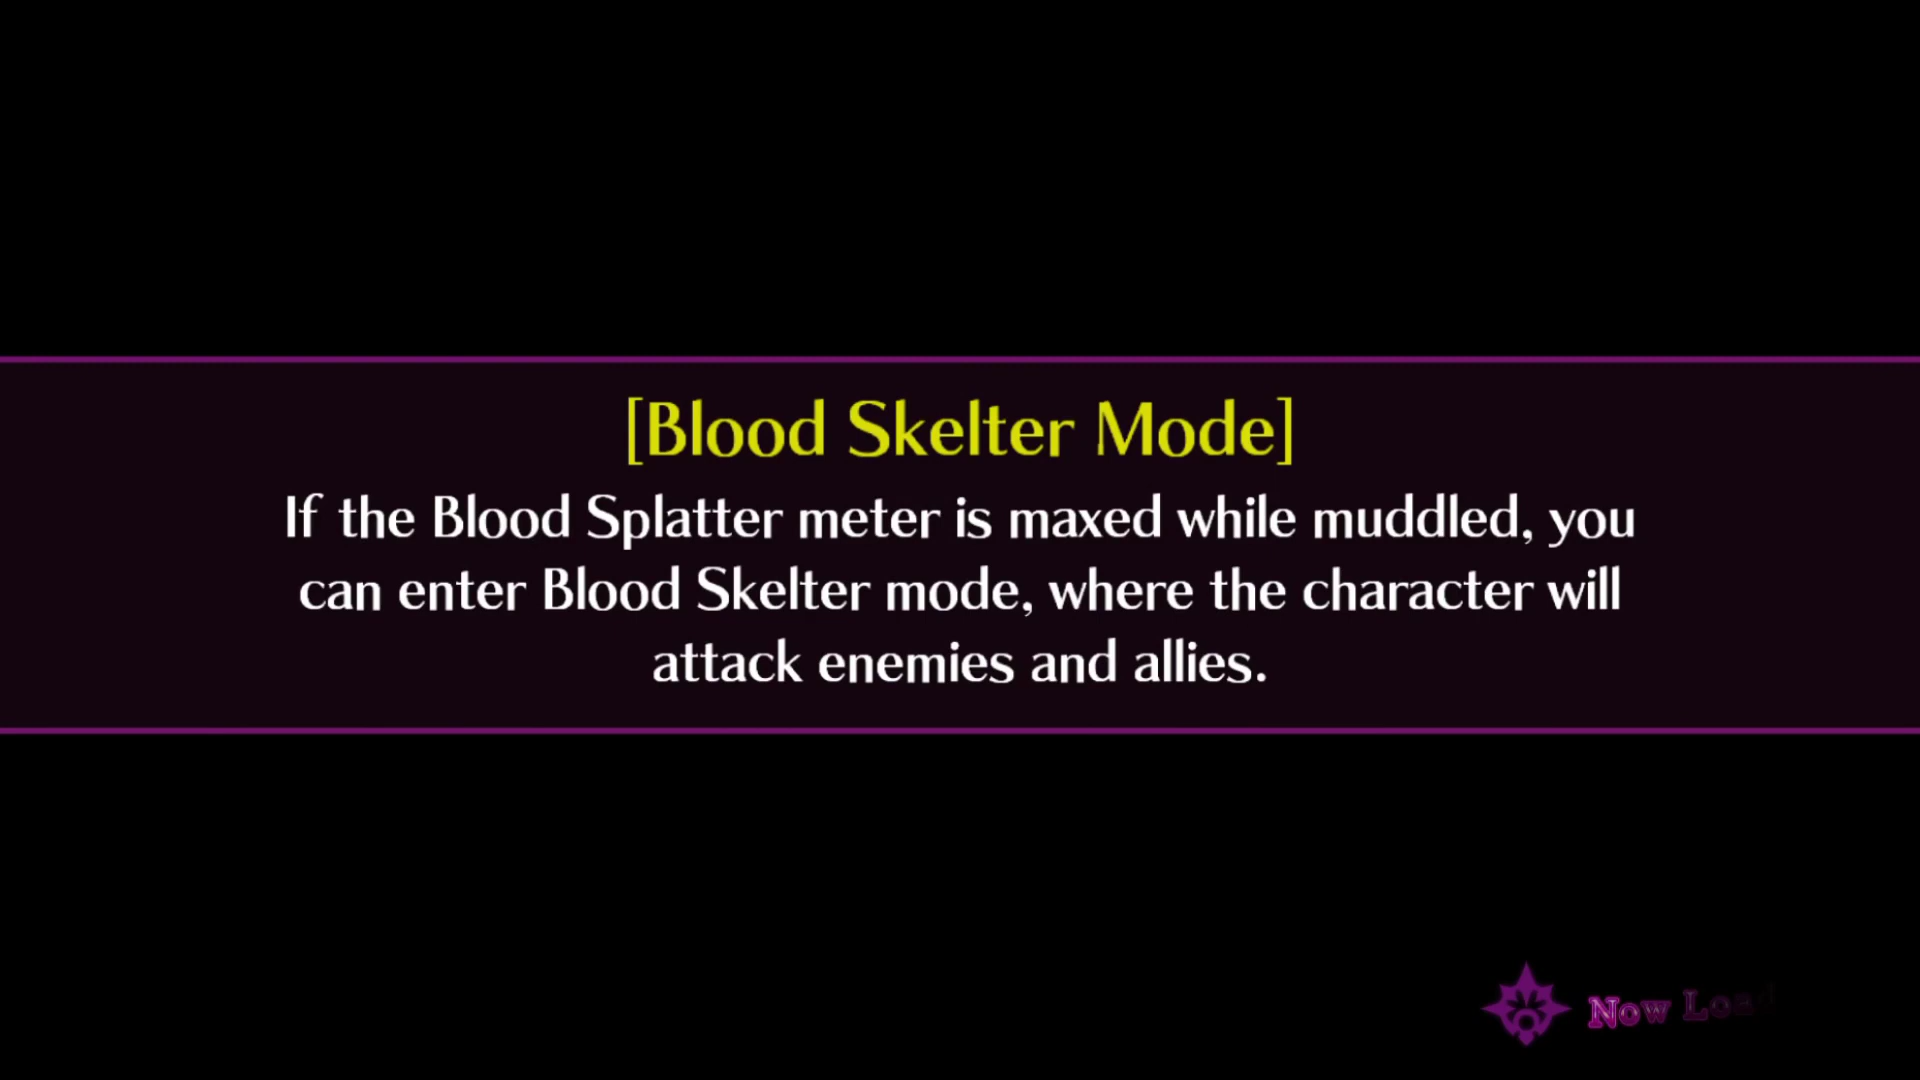 [Blood Skelter Mode]
If the Blood Splatter meter is maxed while muddled, you
can enter Blood Skelter mode, where the character will
attack enemies and allies.
Now Load